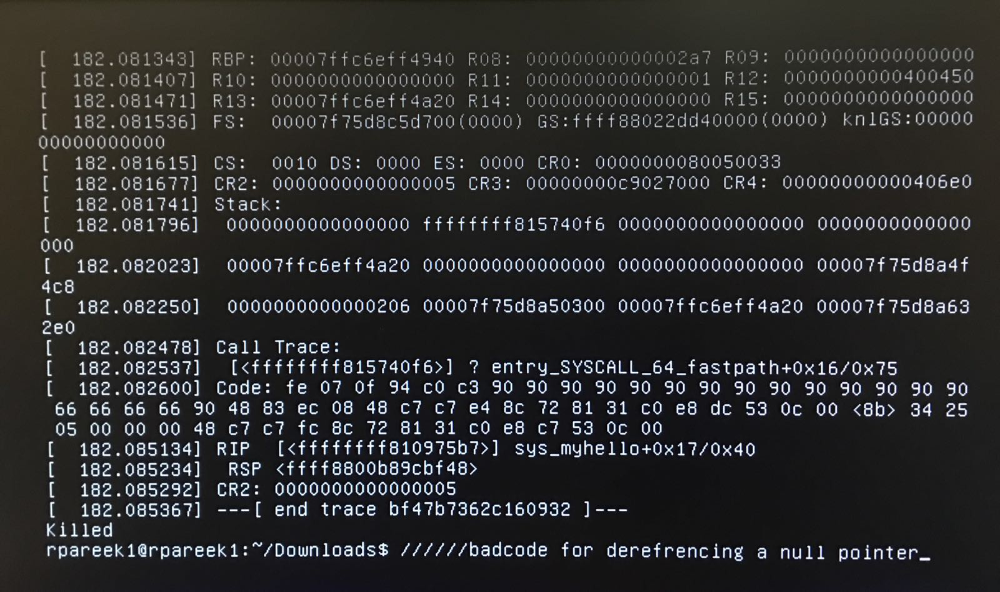 [  182.081343] RBP: 00007ffc6eff4940 R08: 00000000000002a7 R09: 0000000000000000
[  182.081407] R10: 0000000000000000 R11: 0000000000000001 R12: 0000000000400450
[  182.081471] R13: 00007ffc6eff4a20 R14: 0000000000000000 R15: 0000000000000000
[  182.081536] FS:  00007f75d8c5d700(0000) GS:ffff88022dd40000(0000) knlGS:00000
00000000000
[  182.081615] CS:  0010 DS: 0000 ES: 0000 CR0: 0000000080050033
[  182.081677] CR2: 0000000000000005 CR3: 00000000c9027000 CR4: 00000000000406e0
[  182.081741] Stack:
[  182.081796]  0000000000000000 ffffffff815740f6 0000000000000000 0000000000000
000
[  182.082023]  00007ffc6eff4a20 0000000000000000 0000000000000000 00007f75d8a4f
4c8
[  182.082250]  0000000000000206 00007f75d8a50300 00007ffc6eff4a20 00007f75d8a63
2e0
[  182.082478] Call Trace:
[  182.082537]  [<ffffffff815740f6>] ? entry_SYSCALL_64_fastpath+0x16/0x75
[  182.082600] Code: fe 07 0f 94 c0 c3 90 90 90 90 90 90 90 90 90 90 90 90 90 90
66 66 66 66 90 48 83 ec 08 48 c7 c7 e4 8c 72 81 31 c0 e8 dc 53 0c 00 <8b> 34 25
05 00 00 00 48 c7 c7 fc 8c 72 81 31 c0 e8 c7 53 0c 00
[  182.085134] RIP  [<ffffffff810975b7>] sys_myhello+0x17/0x40
[  182.085234]  RSP <ffff8800b89cbf48>
[  182.085292] CR2: 0000000000000005
[  182.085367] ---[ end trace bf47b7362c160932 ]---
Killed
rpareek1@rpareek1:~/Downloads$ //////badcode for derefrencing a null pointer_